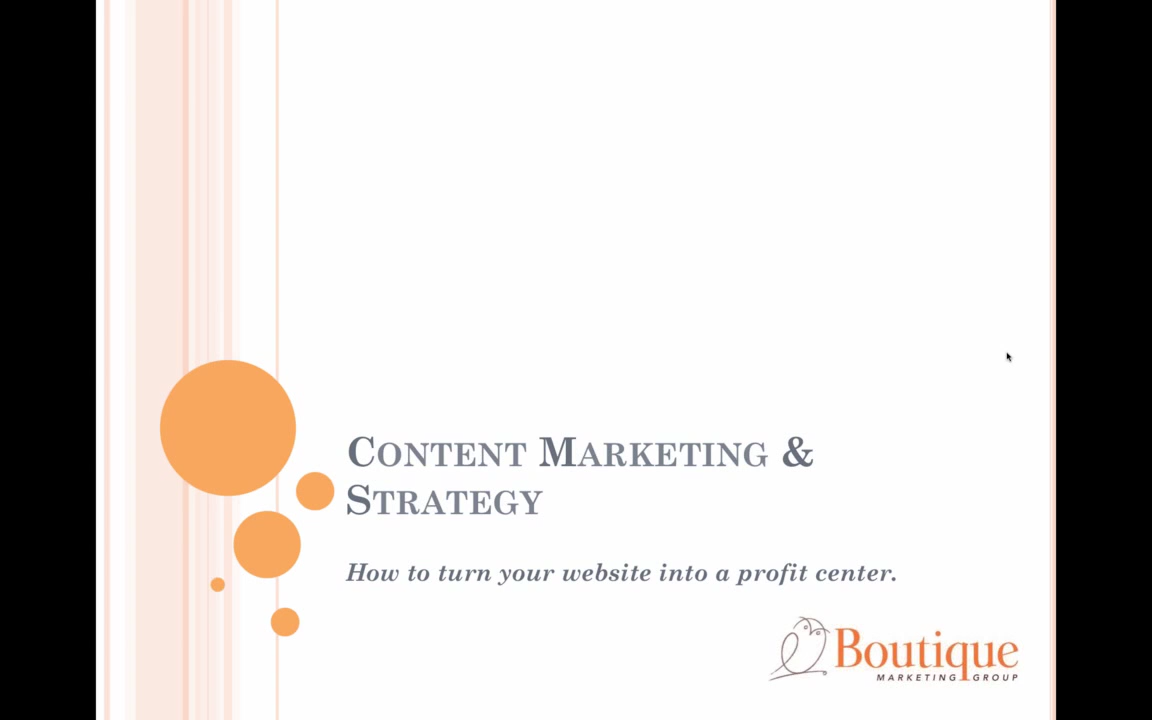 Content Marketing &
Strategy
How to turn your website into a profit center.
Boutique
MARKETING GROUP